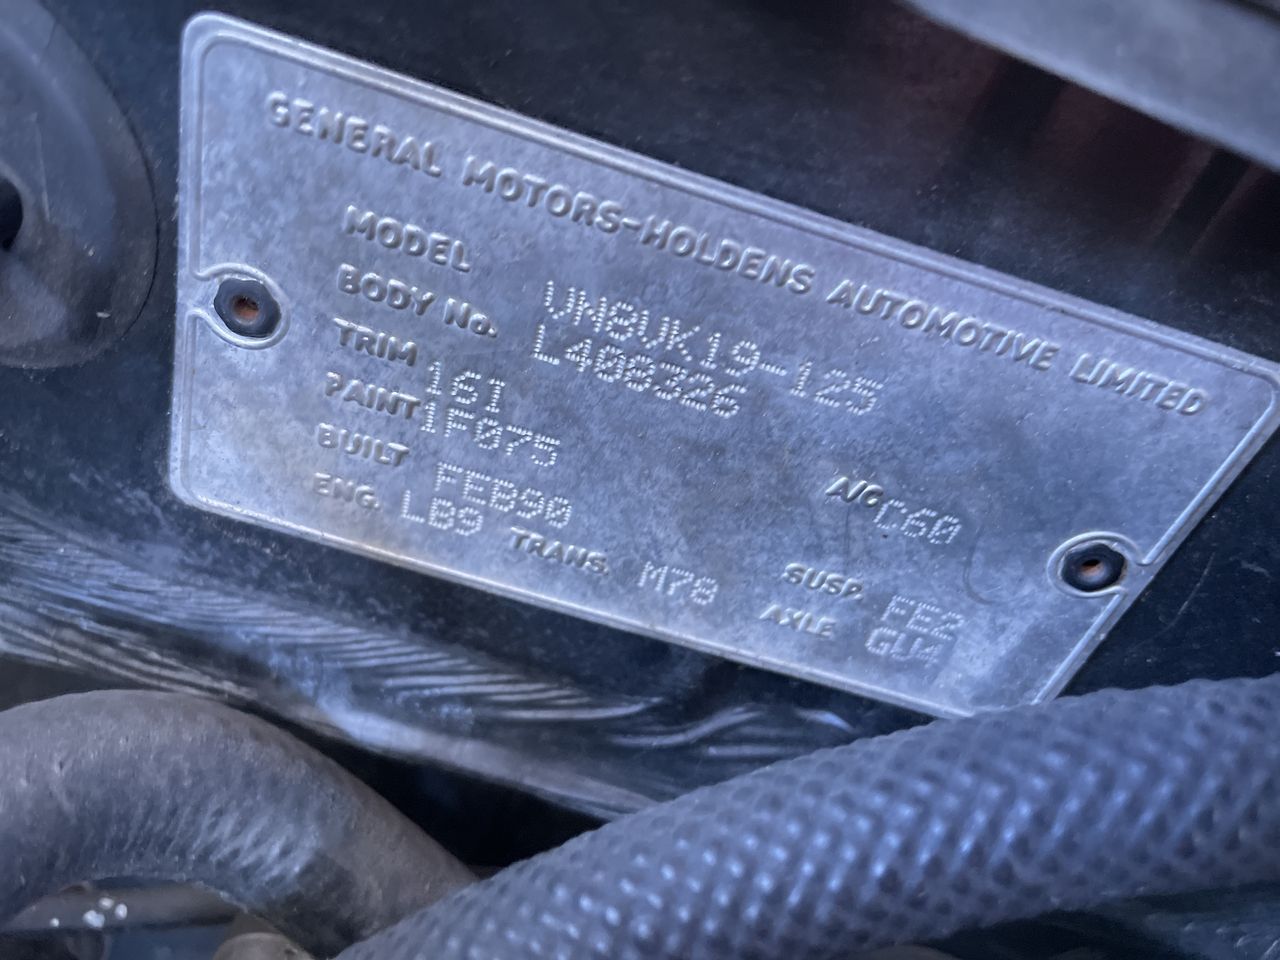 GENERAL MOTORS-HOLDENS AUTOMOTIVE LIMITED
MODEL VN8VK19-125
BODY No. L408326
TRIM 16I
PAINT 1F075
BUILT FEB90 A/C C60
ENG. LB9 TRANS. M78 SUSP. FE2
AXLE GU4